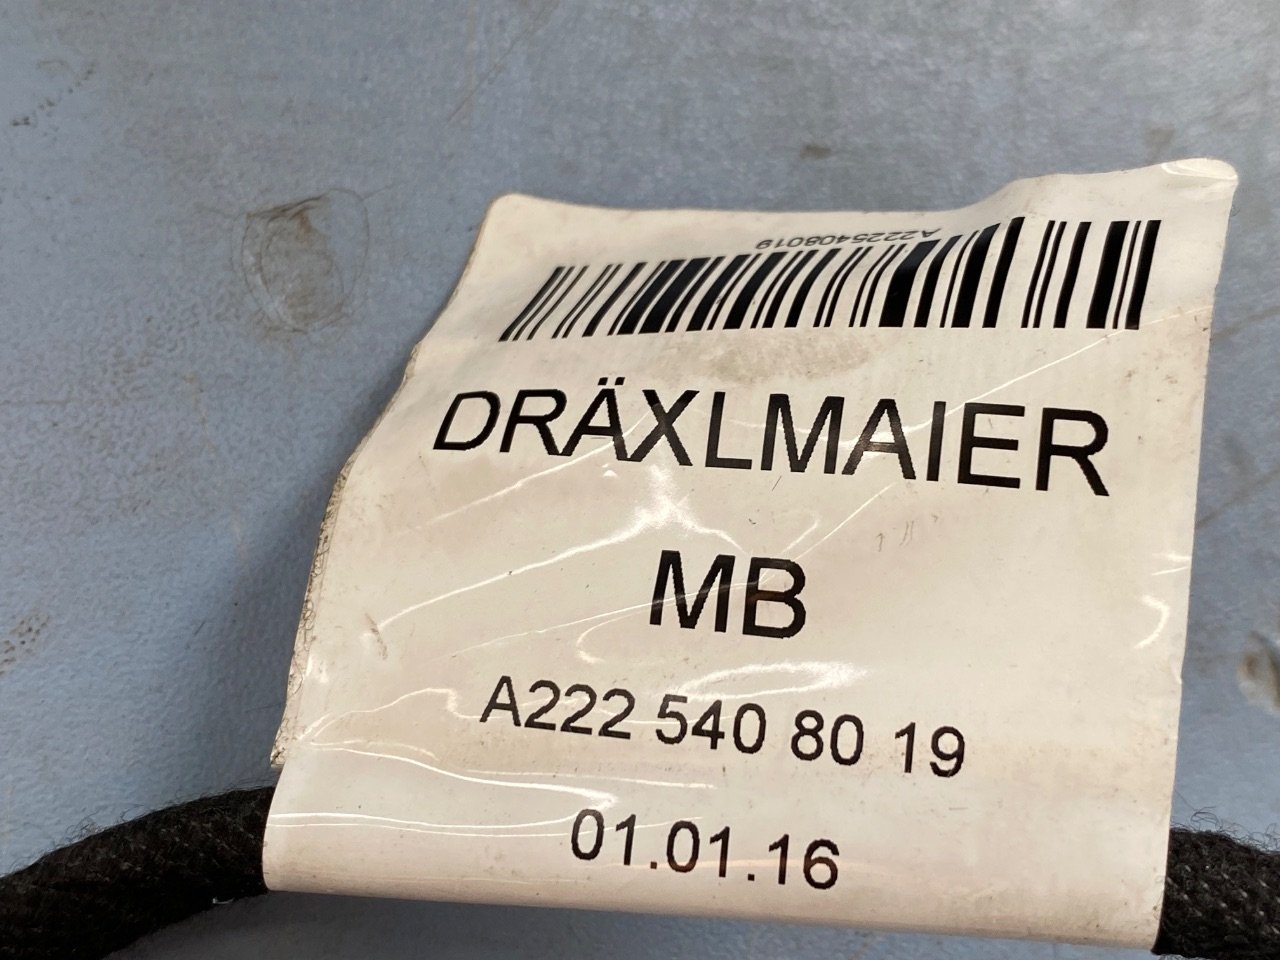 A2225408019
DRÄXLMAIER
MB
A222 540 80 19
01.01.16